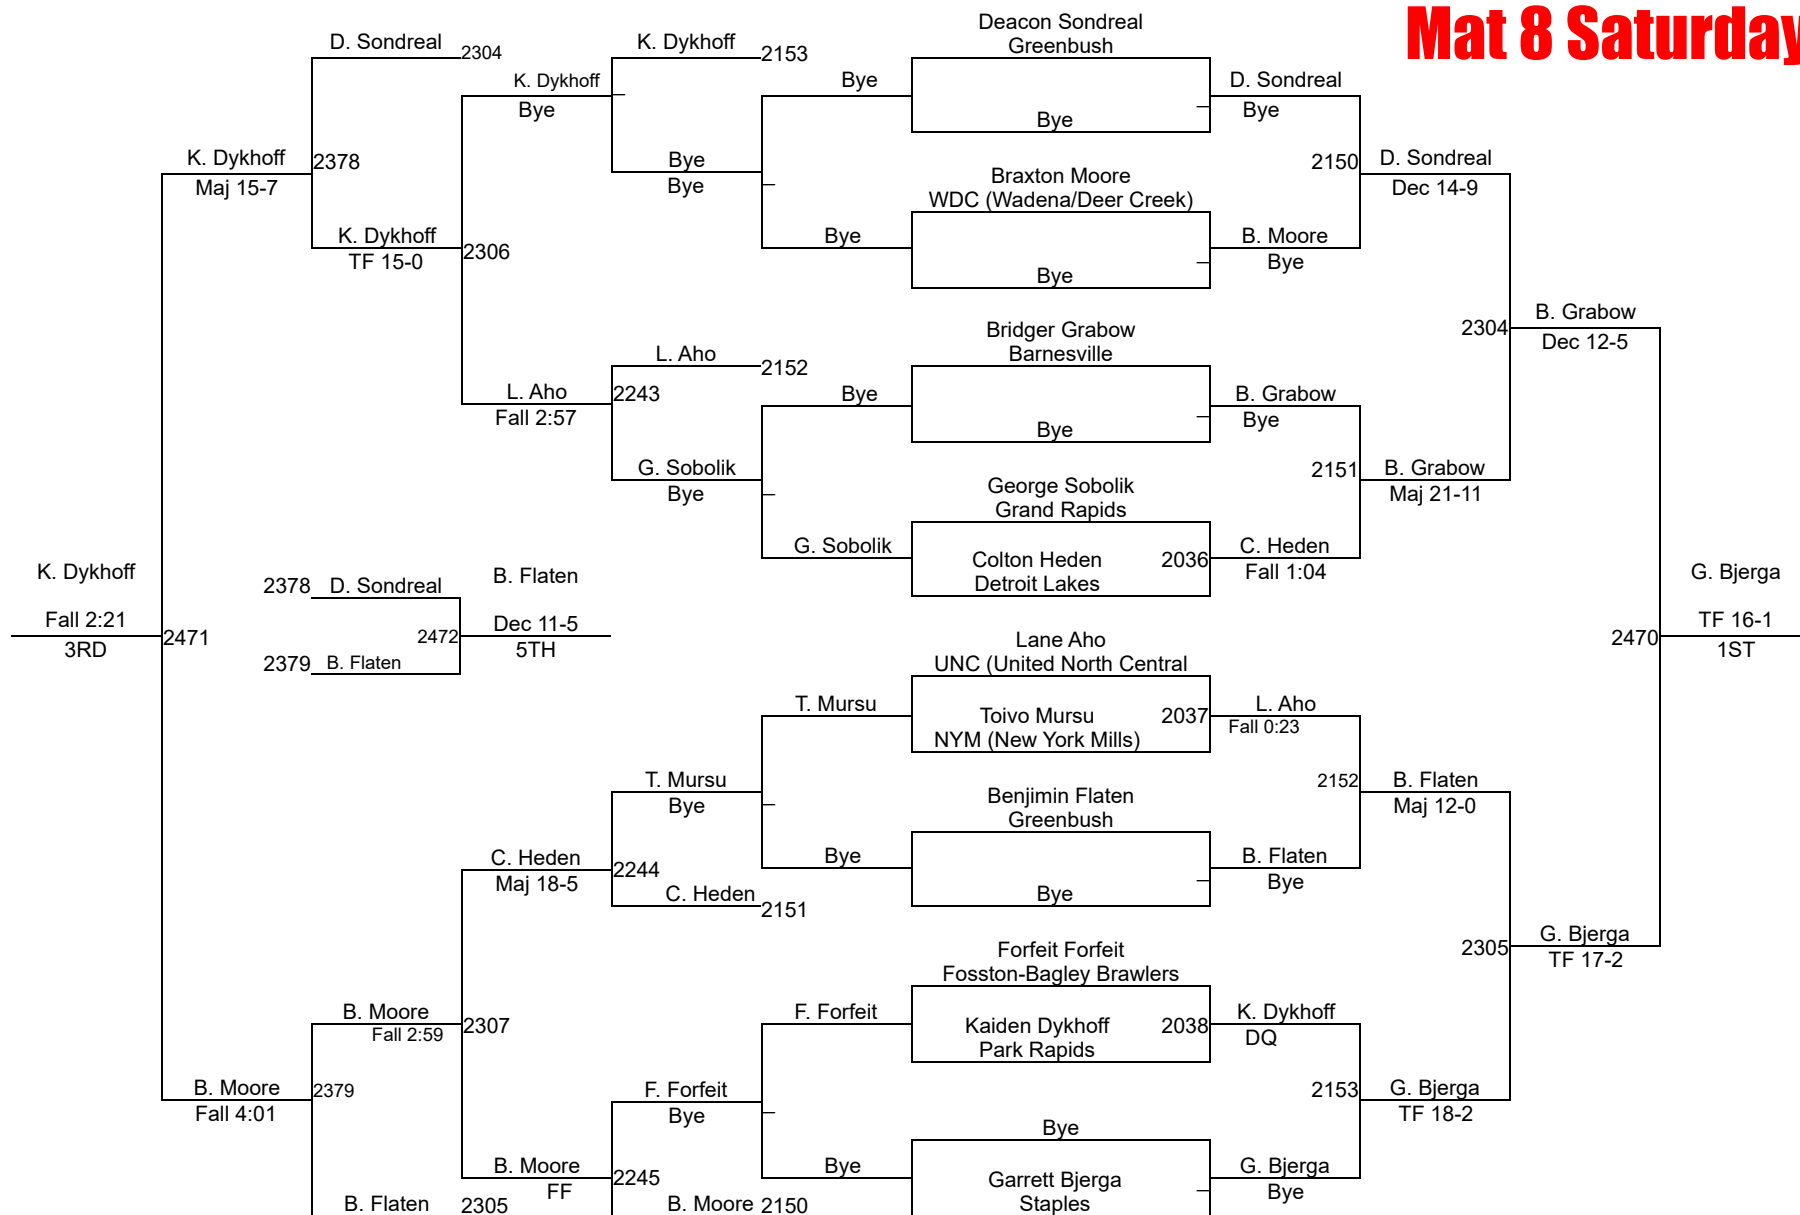 Mat 8 Saturday
Deacon Sondreal
Greenbush
D. Sondreal
2304
K. Dykhoff
2153
K. Dykhoff
Bye
Bye
D. Sondreal
Bye
Bye
K. Dykhoff
2378
Maj 15-7
Bye
Bye
2150
D. Sondreal
Dec 14-9
Braxton Moore
WDC (Wadena/Deer Creek)
K. Dykhoff
TF 15-0
2306
Bye
B. Moore
Bye
Bye
Bridger Grabow
Barnesville
2304
B. Grabow
Dec 12-5
L. Aho
2152
L. Aho
Fall 2:57
2243
Bye
B. Grabow
Bye
Bye
G. Sobolik
Bye
2151
B. Grabow
Maj 21-11
George Sobolik
Grand Rapids
G. Sobolik
Colton Heden
Detroit Lakes
2036
C. Heden
Fall 1:04
K. Dykhoff
Fall 2:21
3RD
2471
2378
D. Sondreal
2379
B. Flaten
2472
B. Flaten
Dec 11-5
5TH
G. Bjerga
2470
TF 16-1
1ST
Lane Aho
UNC (United North Central
T. Mursu
Toivo Mursu
NYM (New York Mills)
2037
L. Aho
Fall 0:23
T. Mursu
Bye
2152
B. Flaten
Maj 12-0
Benjimin Flaten
Greenbush
C. Heden
Maj 18-5
2244
Bye
B. Flaten
Bye
Bye
C. Heden
2151
Forfeit Forfeit
Fosston-Bagley Brawlers
2305
G. Bjerga
TF 17-2
B. Moore
Fall 2:59
2307
F. Forfeit
Kaiden Dykhoff
Park Rapids
2038
K. Dykhoff
DQ
B. Moore
Fall 4:01
2379
F. Forfeit
Bye
2153
G. Bjerga
TF 18-2
Bye
B. Moore
FF
2245
Bye
Garrett Bjerga
Staples
G. Bjerga
Bye
B. Flaten
2305
B. Moore
2150